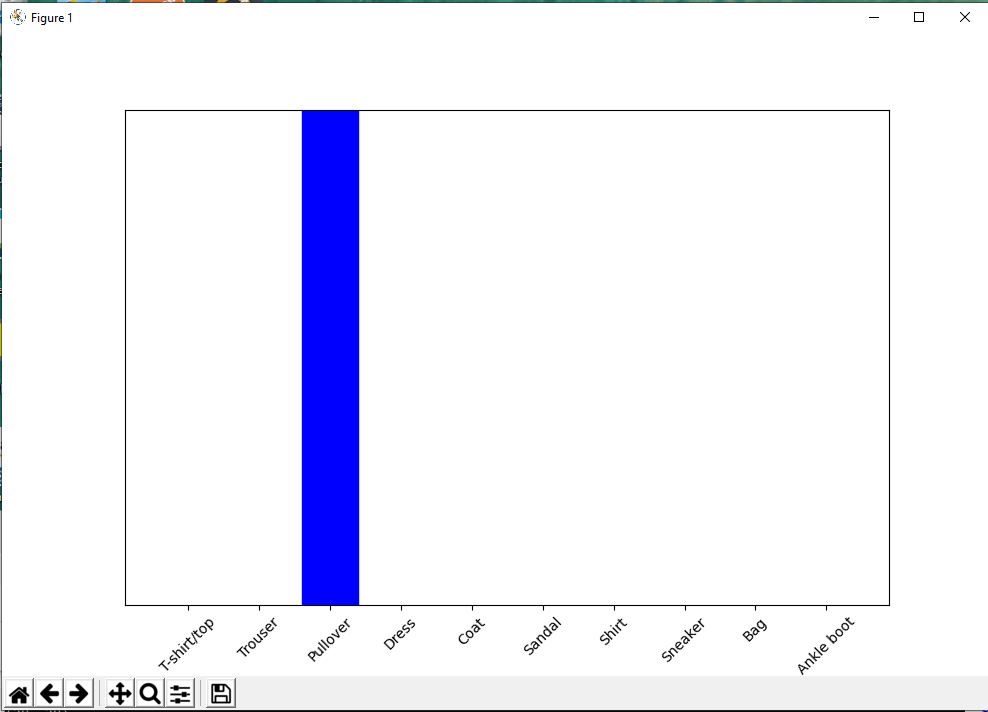 Figure 1
T-shirt/top
Trouser
Pullover
Dress
Coat
Sandal
Shirt
Sneaker
Bag
Ankle boot